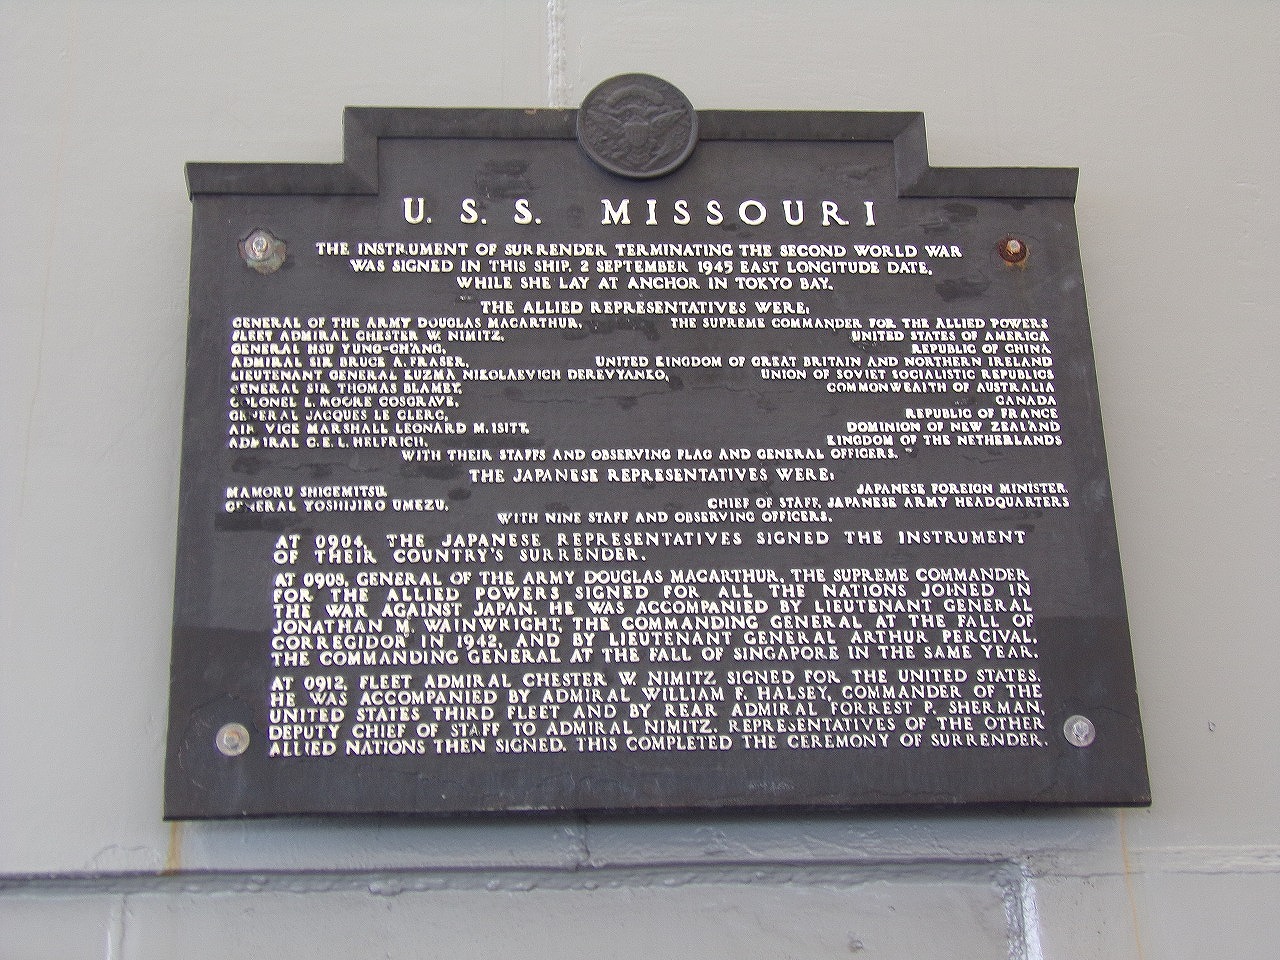 U. S. S. MISSOURI
THE INSTRUMENT OF SURRENDER TERMINATING THE SECOND WORLD WAR
WAS SIGNED IN THIS SHIP, 2 SEPTEMBER 1945 EAST LONGITUDE DATE,
WHILE SHE LAY AT ANCHOR IN TOKYO BAY.
THE ALLIED REPRESENTATIVES WERE:
GENERAL OF THE ARMY DOUGLAS MACARTHUR, THE SUPREME COMMANDER FOR THE ALLIED POWERS
FLEET ADMIRAL CHESTER W. NIMITZ, UNITED STATES OF AMERICA
GENERAL HSU YUNG-CH'ANG, REPUBLIC OF CHINA
ADMIRAL SIR BRUCE A. FRASER, UNITED KINGDOM OF GREAT BRITAIN AND NORTHERN IRELAND
LIEUTENANT GENERAL KUZMA NIKOLAEVICH DEREVYANKO, UNION OF SOVIET SOCIALISTIC REPUBLICS
GENERAL SIR THOMAS BLAMEY, COMMONWEALTH OF AUSTRALIA
COLONEL L. MOORE COSGRAVE, CANADA
GENERAL JACQUES LE CLERC, REPUBLIC OF FRANCE
AIR VICE MARSHALL LEONARD M. ISITT, DOMINION OF NEW ZEALAND
ADMIRAL C. E. L. HELFRICH, KINGDOM OF THE NETHERLANDS
WITH THEIR STAFFS AND OBSERVING FLAG AND GENERAL OFFICERS.
THE JAPANESE REPRESENTATIVES WERE:
MAMORU SHIGEMITSU, JAPANESE FOREIGN MINISTER
GENERAL YOSHIJIRO UMEZU, CHIEF OF STAFF, JAPANESE ARMY HEADQUARTERS
WITH NINE STAFF AND OBSERVING OFFICERS.
AT 0904, THE JAPANESE REPRESENTATIVES SIGNED THE INSTRUMENT
OF THEIR COUNTRY'S SURRENDER.
AT 0908, GENERAL OF THE ARMY DOUGLAS MACARTHUR, THE SUPREME COMMANDER
FOR THE ALLIED POWERS SIGNED FOR ALL THE NATIONS JOINED IN
THE WAR AGAINST JAPAN. HE WAS ACCOMPANIED BY LIEUTENANT GENERAL
JONATHAN M. WAINWRIGHT, THE COMMANDING GENERAL AT THE FALL OF
CORREGIDOR IN 1942, AND BY LIEUTENANT GENERAL ARTHUR PERCIVAL,
THE COMMANDING GENERAL AT THE FALL OF SINGAPORE IN THE SAME YEAR.
AT 0912, FLEET ADMIRAL CHESTER W. NIMITZ SIGNED FOR THE UNITED STATES.
HE WAS ACCOMPANIED BY ADMIRAL WILLIAM F. HALSEY, COMMANDER OF THE
UNITED STATES THIRD FLEET AND BY REAR ADMIRAL FORREST P. SHERMAN,
DEPUTY CHIEF OF STAFF TO ADMIRAL NIMITZ. REPRESENTATIVES OF THE OTHER
ALLIED NATIONS THEN SIGNED. THIS COMPLETED THE CEREMONY OF SURRENDER.